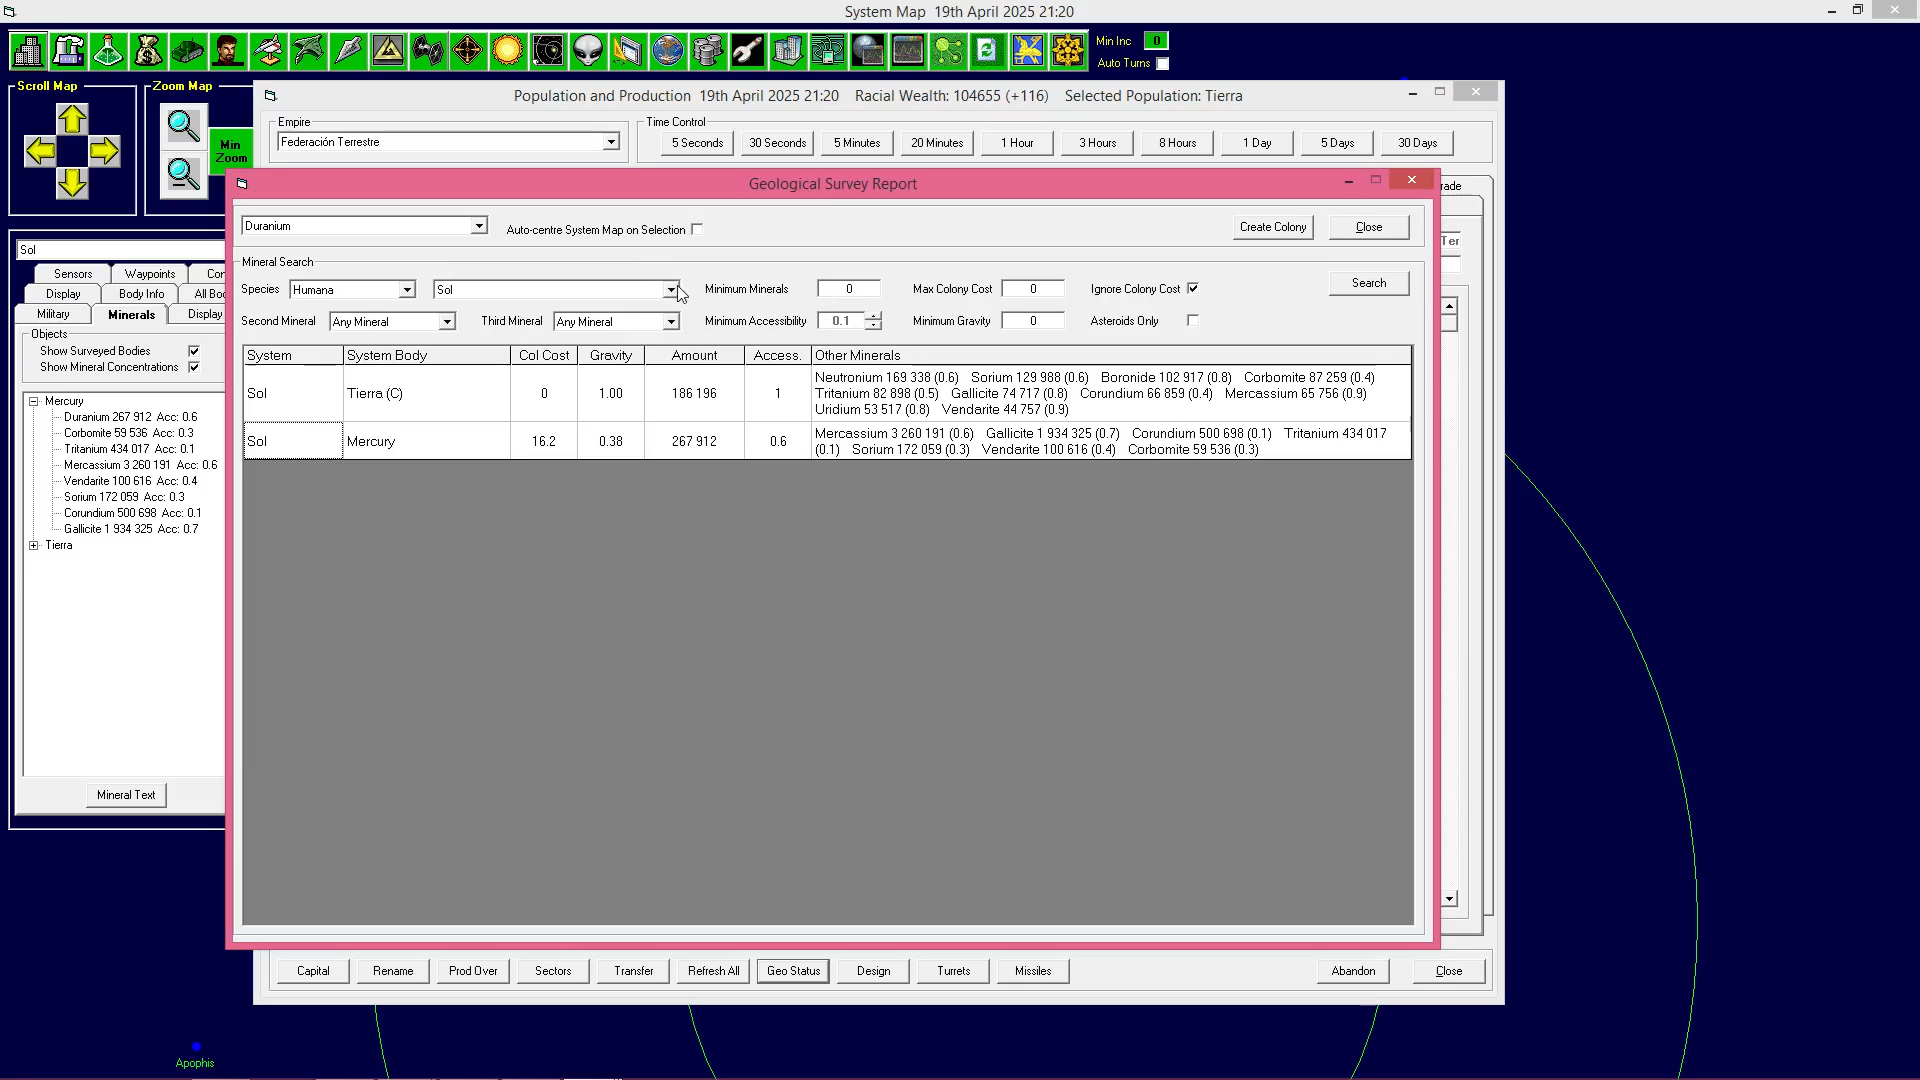 System Map 19th April 2025 21:20
Min Inc 0
Auto Turns
Scroll Map
Zoom Map
Min Zoom
Population and Production 19th April 2025 21:20 Racial Wealth: 104655 (+116) Selected Population: Tierra
Empire
Federación Terrestre
Time Control
5 Seconds 30 Seconds 5 Minutes 20 Minutes 1 Hour 3 Hours 8 Hours 1 Day 5 Days 30 Days
Sol
Sensors Waypoints
Display Body Info
Military Minerals Display
Objects
Show Surveyed Bodies
Show Mineral Concentrations
Mercury
Duranium 267 912 Acc: 0.6
Corbomite 59 536 Acc: 0.3
Tritanium 434 017 Acc: 0.1
Mercassium 3 260 191 Acc: 0.6
Vendarite 100 616 Acc: 0.4
Sorium 172 059 Acc: 0.3
Corundium 500 698 Acc: 0.1
Gallicite 1 934 325 Acc: 0.7
Tierra
Mineral Text
Geological Survey Report
Duranium
Auto-centre System Map on Selection
Create Colony Close
Mineral Search
Species Humana Sol Minimum Minerals 0 Max Colony Cost 0 Ignore Colony Cost Search
Second Mineral Any Mineral Third Mineral Any Mineral Minimum Accessibility 0.1 Minimum Gravity 0 Asteroids Only
System System Body Col Cost Gravity Amount Access. Other Minerals
Sol Tierra (C) 0 1.00 186 196 1 Neutronium 169 338 (0.6) Sorium 129 988 (0.6) Boronide 102 917 (0.8) Corbomite 87 259 (0.4)
Tritanium 82 898 (0.5) Gallicite 74 717 (0.8) Corundium 66 859 (0.4) Mercassium 65 756 (0.9)
Uridium 53 517 (0.8) Vendarite 44 757 (0.9)
Sol Mercury 16.2 0.38 267 912 0.6 Mercassium 3 260 191 (0.6) Gallicite 1 934 325 (0.7) Corundium 500 698 (0.1) Tritanium 434 017
(0.1) Sorium 172 059 (0.3) Vendarite 100 616 (0.4) Corbomite 59 536 (0.3)
Capital Rename Prod Over Sectors Transfer Refresh All Geo Status Design Turrets Missiles Abandon Close
Apophis